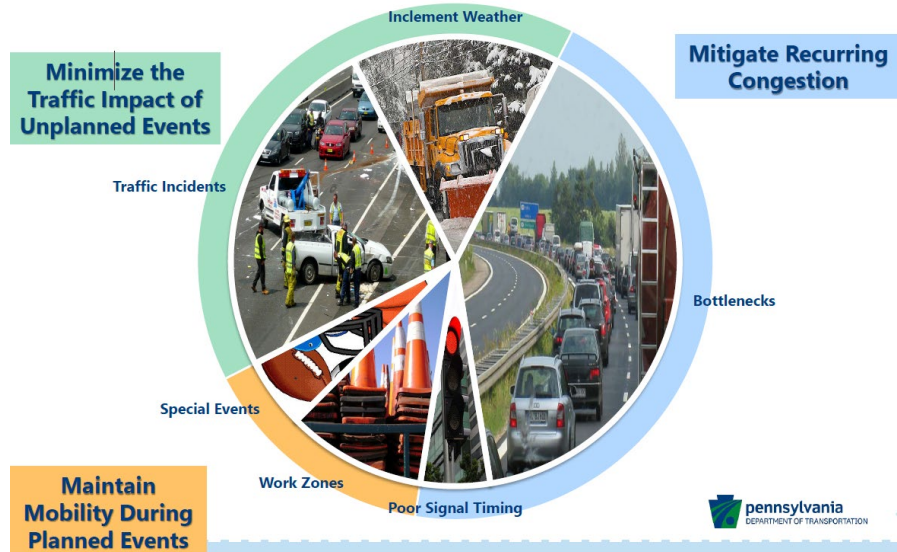 Inclement Weather
Minimize the
Traffic Impact of
Unplanned Events
Mitigate Recurring
Congestion
Traffic Incidents
Bottlenecks
Special Events
Work Zones
Poor Signal Timing
Maintain
Mobility During
Planned Events
pennsylvania
DEPARTMENT OF TRANSPORTATION